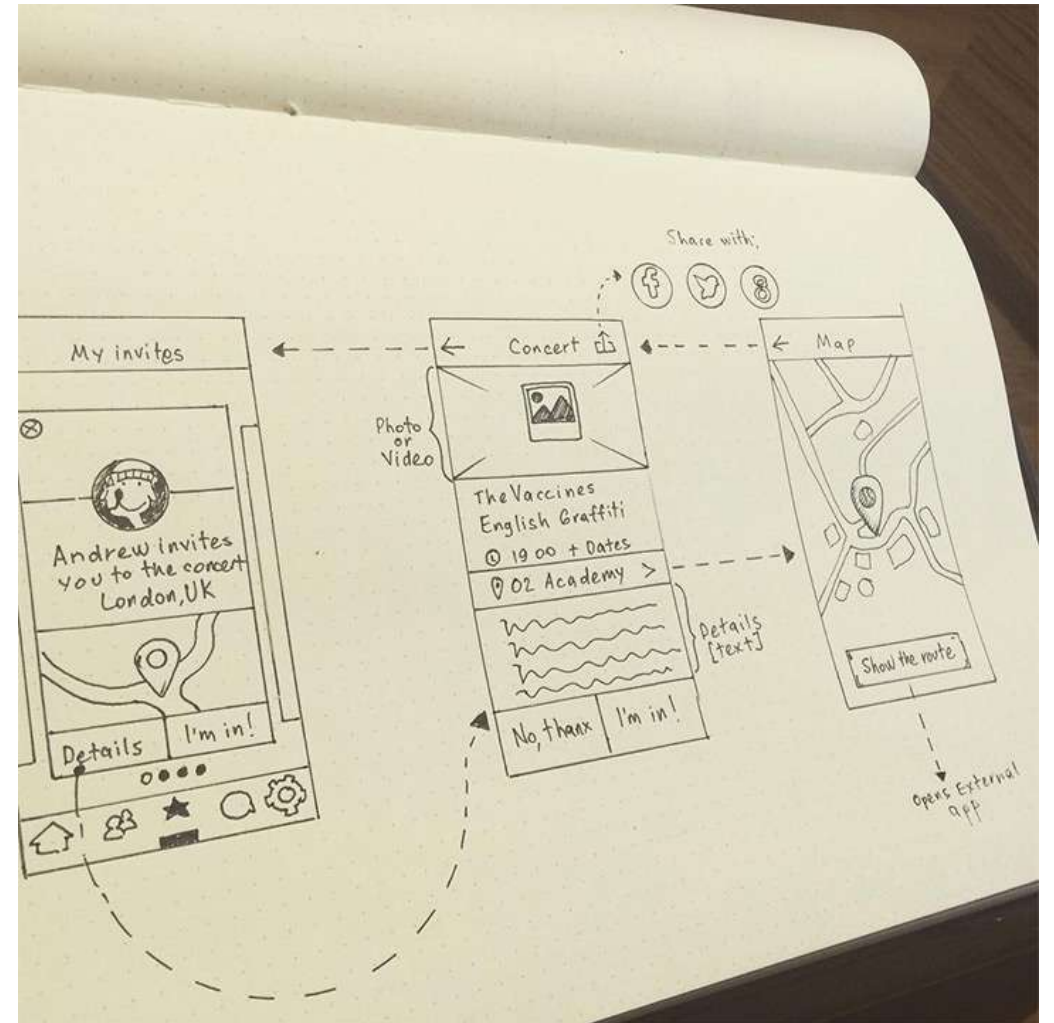 Share with;
My invites
Andrew invites
you to the concert
London, UK
Details
I'm in!
Concert
Photo
or
Video
The Vaccines
English Graffiti
19 00 + Dates
O2 Academy >
Details
[text]
No, thanx
I'm in!
Map
Show the route
Opens External
app